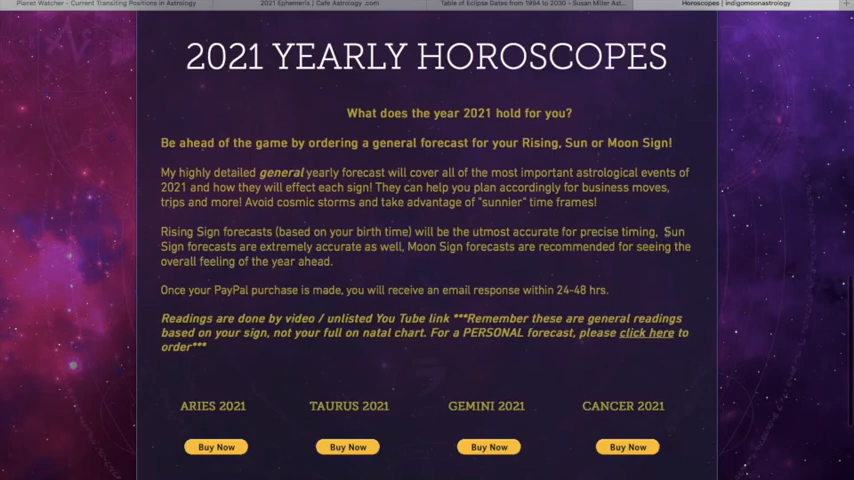 Planet Watcher - Current Transiting Positions in Astrology
2021 Ephemeris | Cafe Astrology .com
Table of Eclipse Dates from 1994 to 2030 - Susan Miller Ast...
Horoscopes | indigomoonastrology
2021 YEARLY HOROSCOPES
What does the year 2021 hold for you?
Be ahead of the game by ordering a general forecast for your Rising, Sun or Moon Sign!
My highly detailed general yearly forecast will cover all of the most important astrological events of
2021 and how they will effect each sign! They can help you plan accordingly for business moves,
trips and more! Avoid cosmic storms and take advantage of "sunnier" time frames!
Rising Sign forecasts (based on your birth time) will be the utmost accurate for precise timing, Sun
Sign forecasts are extremely accurate as well, Moon Sign forecasts are recommended for seeing the
overall feeling of the year ahead.
Once your PayPal purchase is made, you will receive an email response within 24-48 hrs.
Readings are done by video / unlisted You Tube link ***Remember these are general readings
based on your sign, not your full on natal chart. For a PERSONAL forecast, please click here to
order***
ARIES 2021 TAURUS 2021 GEMINI 2021 CANCER 2021
Buy Now Buy Now Buy Now Buy Now